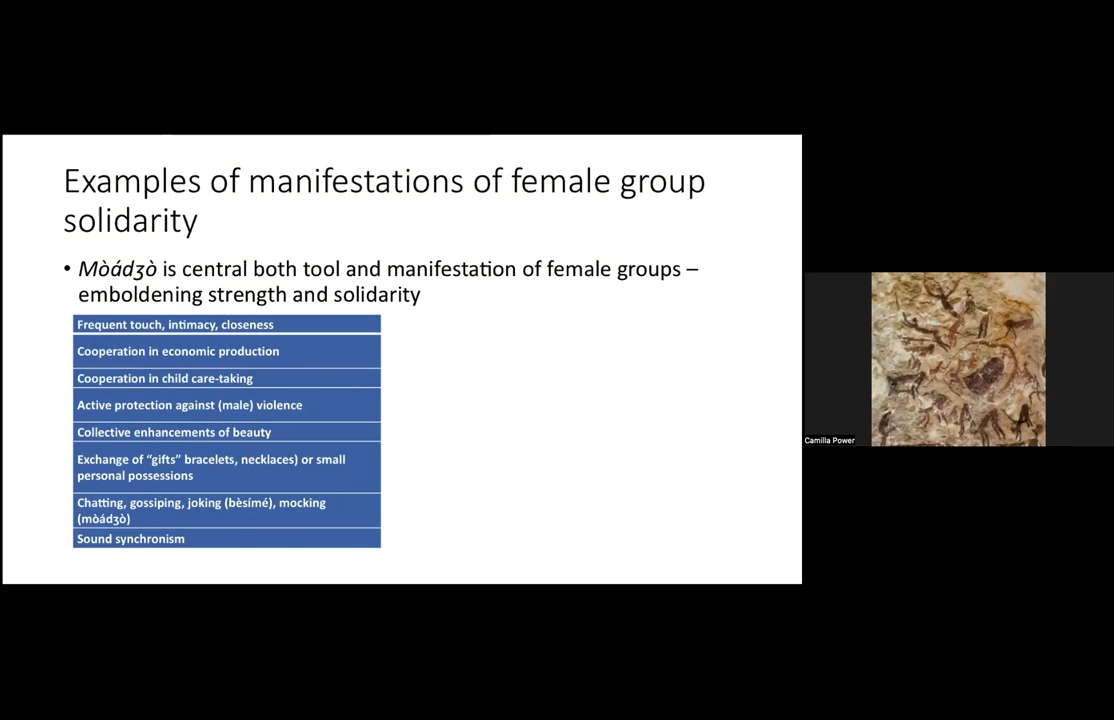 Examples of manifestations of female group
solidarity
• Mòádʒò is central both tool and manifestation of female groups –
emboldening strength and solidarity
Frequent touch, intimacy, closeness
Cooperation in economic production
Cooperation in child care-taking
Active protection against (male) violence
Collective enhancements of beauty
Exchange of “gifts” bracelets, necklaces) or small
personal possessions
Chatting, gossiping, joking (bèsímé), mocking
(mòádʒò)
Sound synchronism
Camilla Power